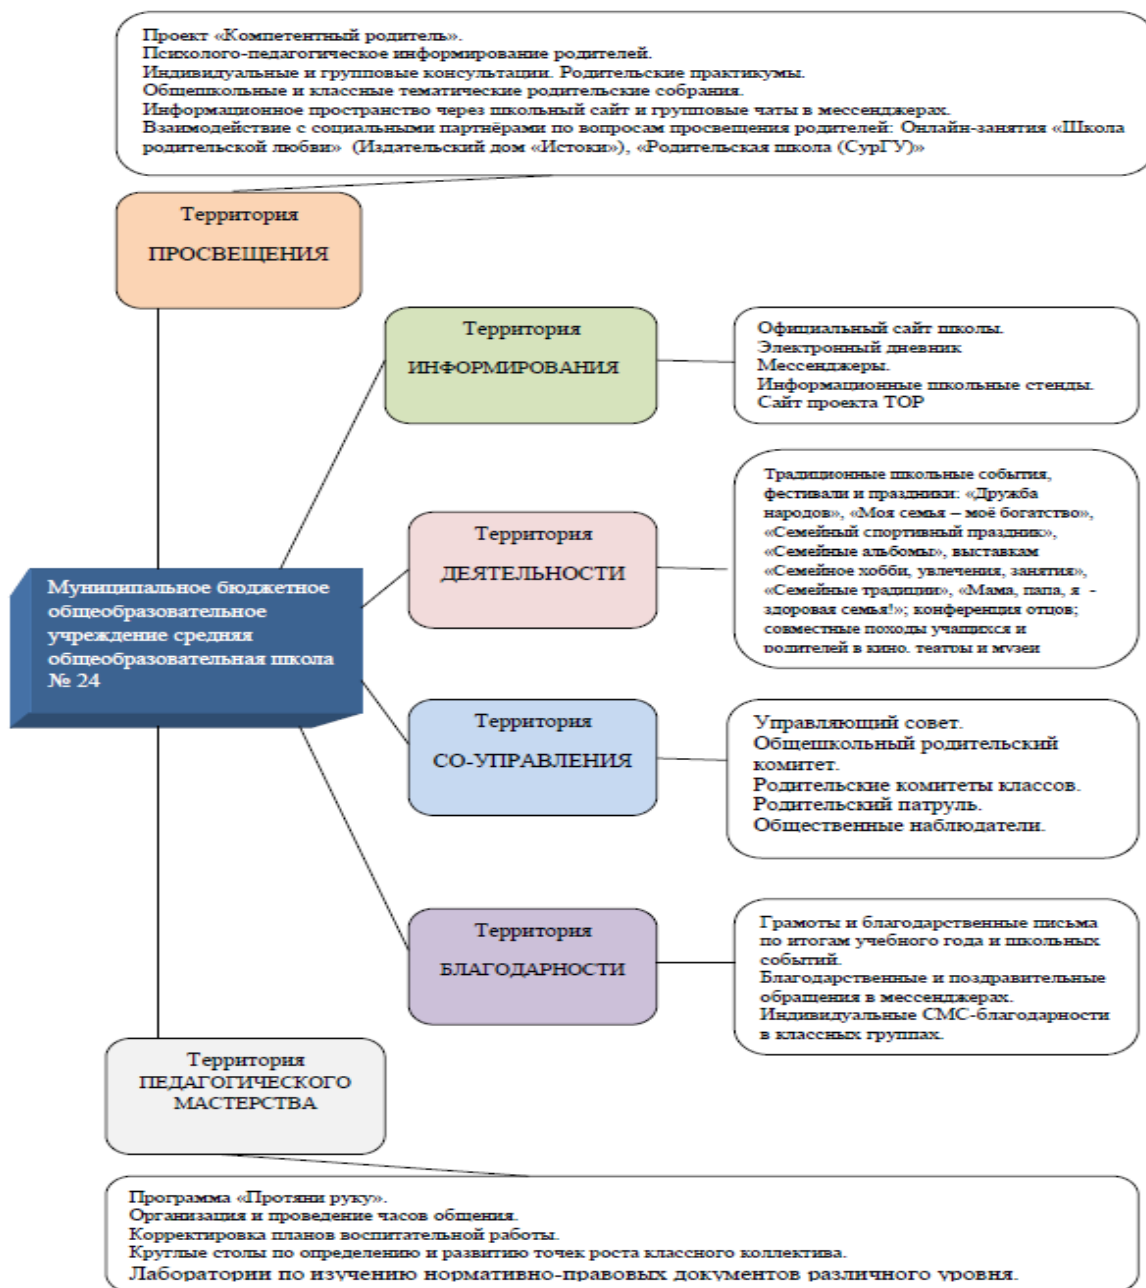 Проект «Компетентный родитель».
Психолого-педагогическое информирование родителей.
Индивидуальные и групповые консультации. Родительские практикумы.
Общешкольные и классные тематические родительские собрания.
Информационное пространство через школьный сайт и групповые чаты в мессенджерах.
Взаимодействие с социальными партнёрами по вопросам просвещения родителей: Онлайн-занятия «Школа
родительской любви» (Издательский дом «Истоки»), «Родительская школа (СурГУ)»
Территория
ПРОСВЕЩЕНИЯ
Территория
ИНФОРМИРОВАНИЯ
Официальный сайт школы.
Электронный дневник
Мессенджеры.
Информационные школьные стенды.
Сайт проекта ТОР
Территория
ДЕЯТЕЛЬНОСТИ
Традиционные школьные события,
фестивали и праздники: «Дружба
народов», «Моя семья – моё богатство»,
«Семейный спортивный праздник»,
«Семейные альбомы», выставкам
«Семейное хобби, увлечения, занятия»,
«Семейные традиции», «Мама, папа, я -
здоровая семья!»; конференция отцов;
совместные походы учащихся и
родителей в кино, театры и музеи
Муниципальное бюджетное
общеобразовательное
учреждение средняя
общеобразовательная школа
№ 24
Территория
СО-УПРАВЛЕНИЯ
Управляющий совет.
Общешкольный родительский
комитет.
Родительские комитеты классов.
Родительский патруль.
Общественные наблюдатели.
Территория
БЛАГОДАРНОСТИ
Грамоты и благодарственные письма
по итогам учебного года и школьных
событий.
Благодарственные и поздравительные
обращения в мессенджерах.
Индивидуальные СМС-благодарности
в классных группах.
Территория
ПЕДАГОГИЧЕСКОГО
МАСТЕРСТВА
Программа «Протяни руку».
Организация и проведение часов общения.
Корректировка планов воспитательной работы.
Круглые столы по определению и развитию точек роста классного коллектива.
Лаборатории по изучению нормативно-правовых документов различного уровня.